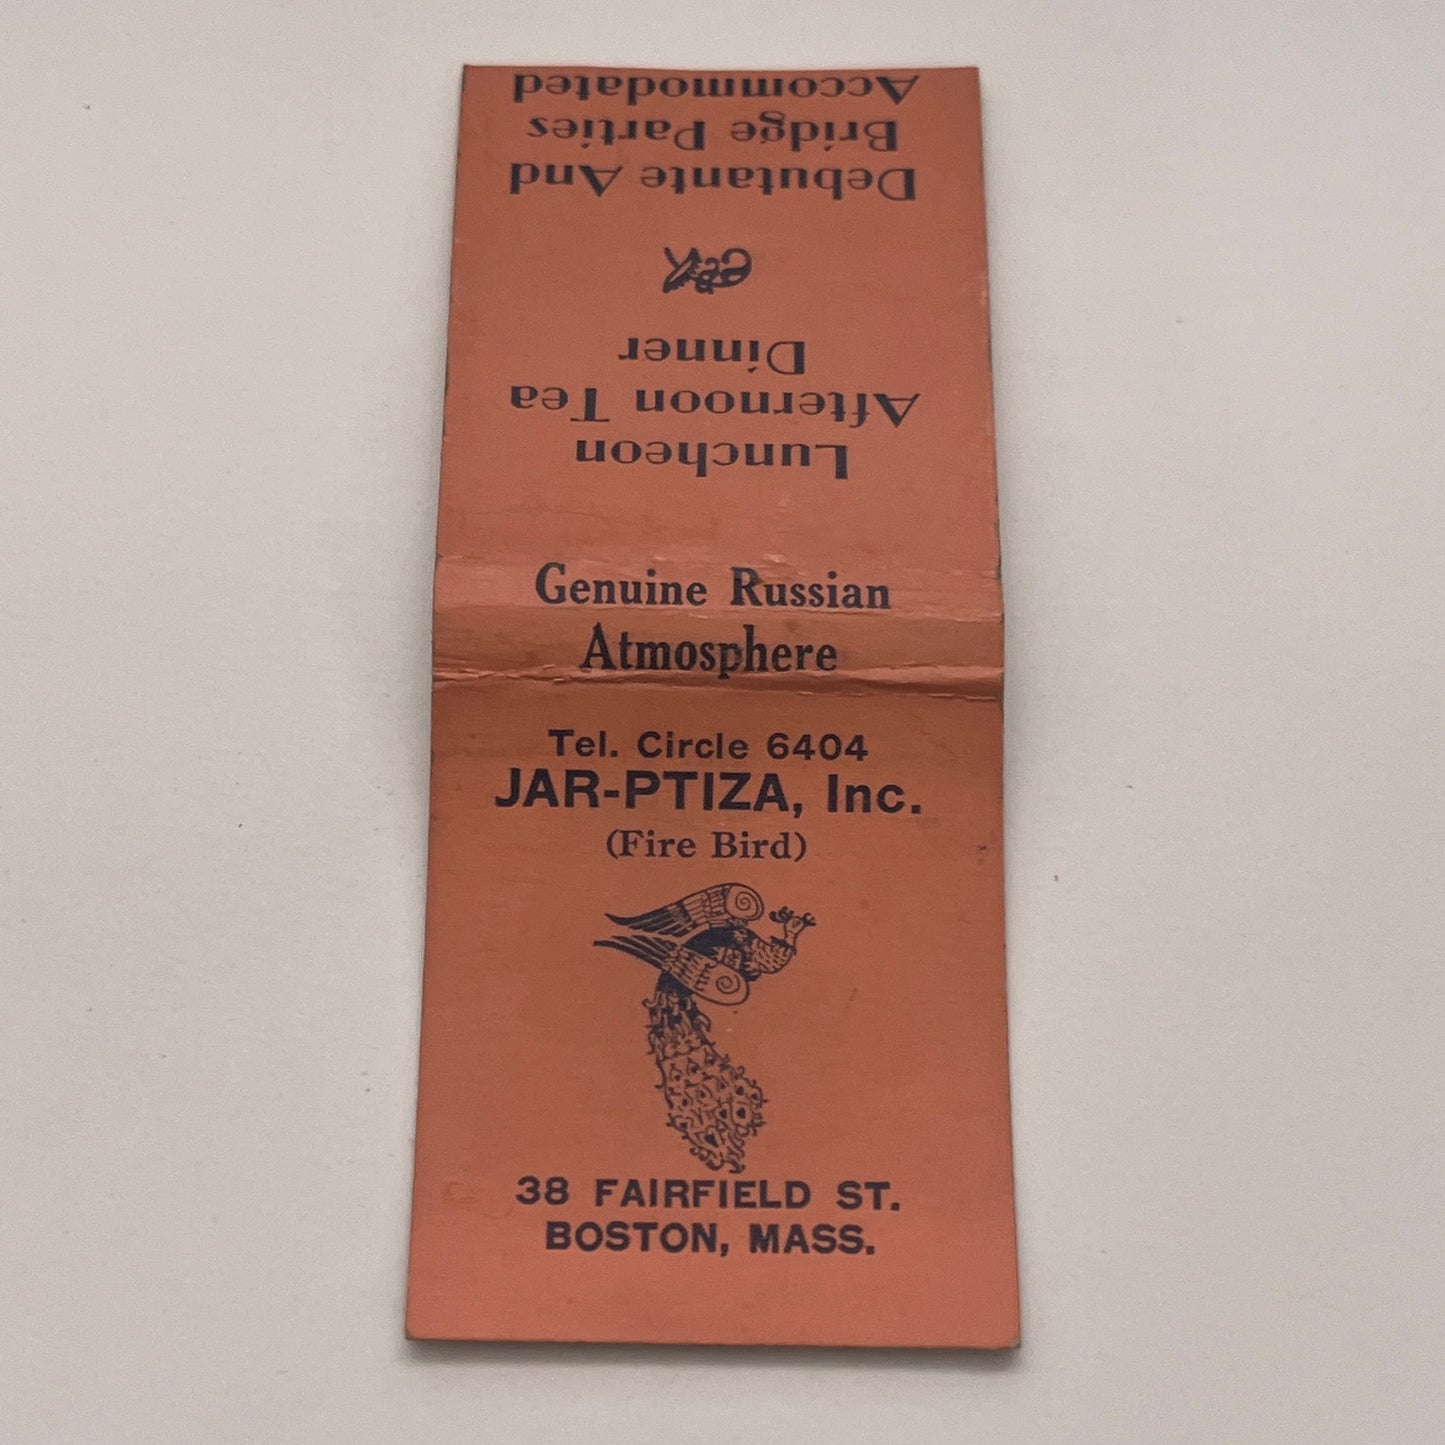 Genuine Russian
Atmosphere
Tel. Circle 6404
JAR-PTIZA, Inc.
(Fire Bird)
38 FAIRFIELD ST.
BOSTON, MASS.
Luncheon
Afternoon Tea
Dinner
Debutante And
Bridge Parties
Accommodated